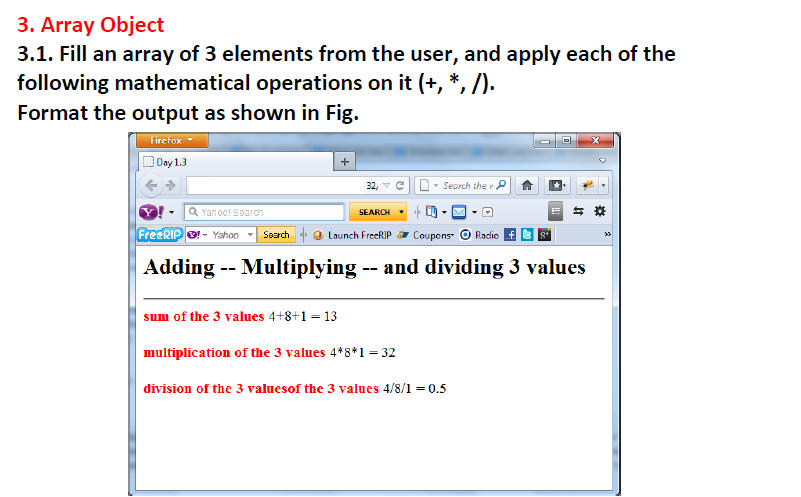 3. Array Object
3.1. Fill an array of 3 elements from the user, and apply each of the
following mathematical operations on it (+, *, /).
Format the output as shown in Fig.
Firefox
Day 1.3
32,
Search the
Yahoo! Search
SEARCH
FreeRIP Yahoo Search Launch FreeRIP Coupons Radio
Adding -- Multiplying -- and dividing 3 values
sum of the 3 values 4+8+1 = 13
multiplication of the 3 values 4*8*1 = 32
division of the 3 valuesof the 3 values 4/8/1 = 0.5